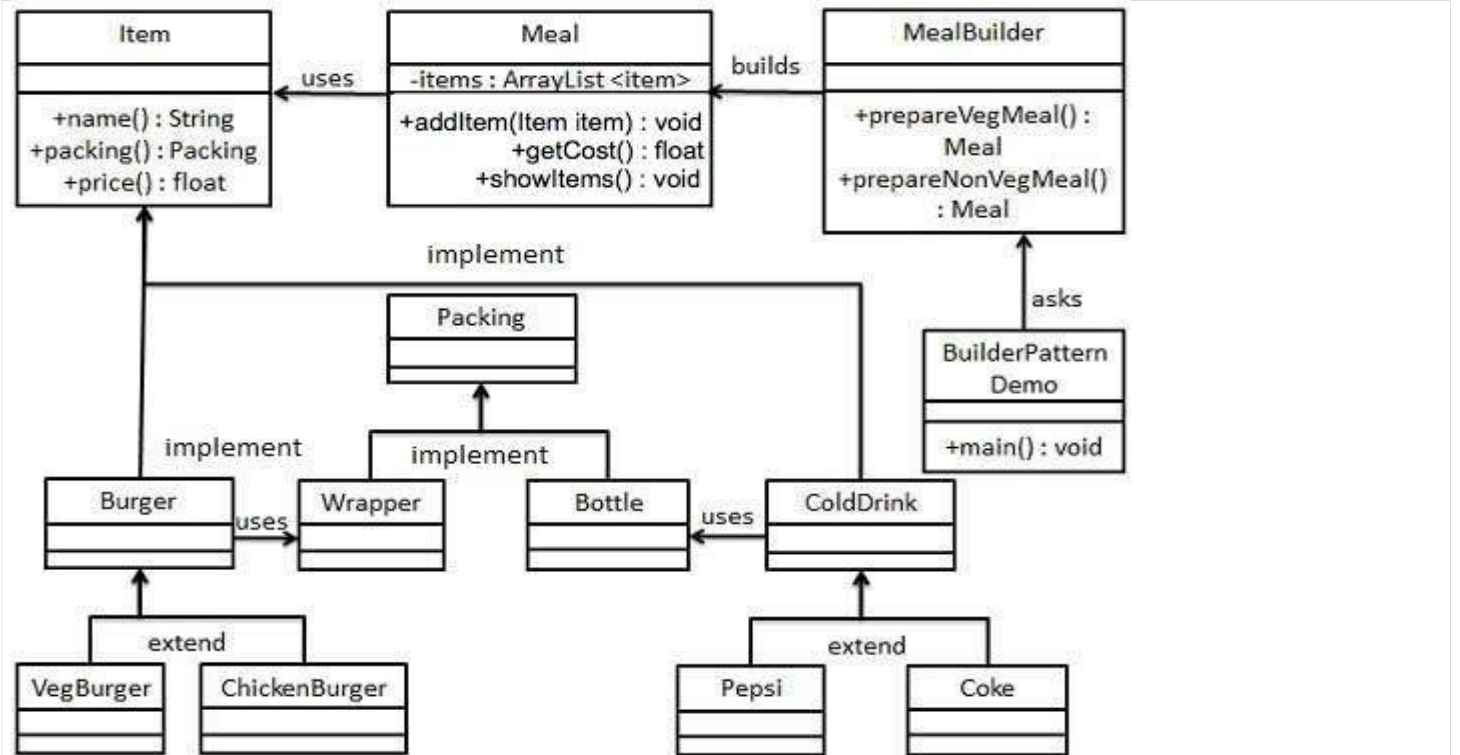 Item
+name() : String
+packing() : Packing
+price() : float
uses
Meal
-items : ArrayList <item>
+addItem(Item item) : void
+getCost() : float
+showItems() : void
builds
MealBuilder
+prepareVegMeal() :
Meal
+prepareNonVegMeal()
: Meal
implement
asks
Packing
BuilderPattern
Demo
+main() : void
implement
implement
Burger
uses
Wrapper
Bottle
uses
ColdDrink
extend
VegBurger
ChickenBurger
extend
Pepsi
Coke